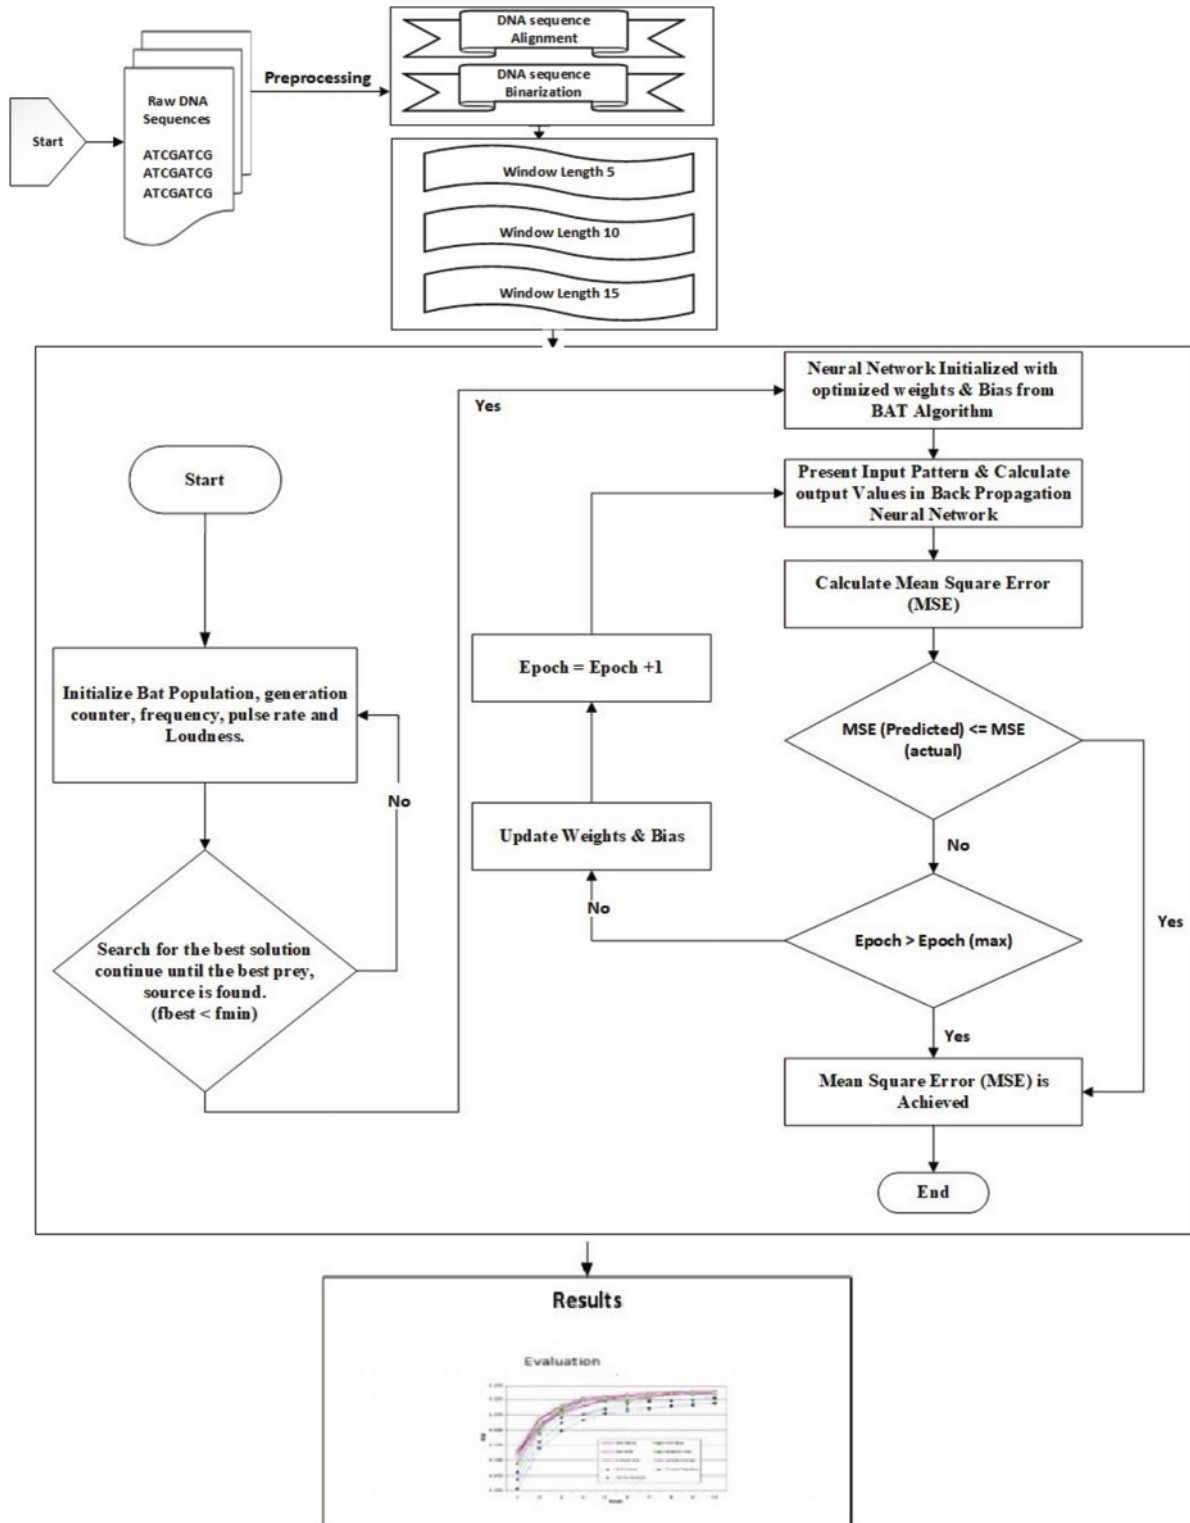 DNA sequence
Alignment
DNA sequence
Binarization
Preprocessing
Start
Raw DNA
Sequences
ATCGATCG
ATCGATCG
ATCGATCG
Window Length 5
Window Length 10
Window Length 15
Neural Network Initialized with
optimized weights & Bias from
BAT Algorithm
Yes
Start
Present Input Pattern & Calculate
output Values in Back Propagation
Neural Network
Calculate Mean Square Error
(MSE)
Epoch = Epoch +1
Initialize Bat Population, generation
counter, frequency, pulse rate and
Loudness.
MSE (Predicted) <= MSE
(actual)
No
Update Weights & Bias
No
No
Yes
Search for the best solution
continue until the best prey,
source is found.
(fbest < fmin)
Epoch > Epoch (max)
Yes
Mean Square Error (MSE) is
Achieved
End
Results
Evaluation